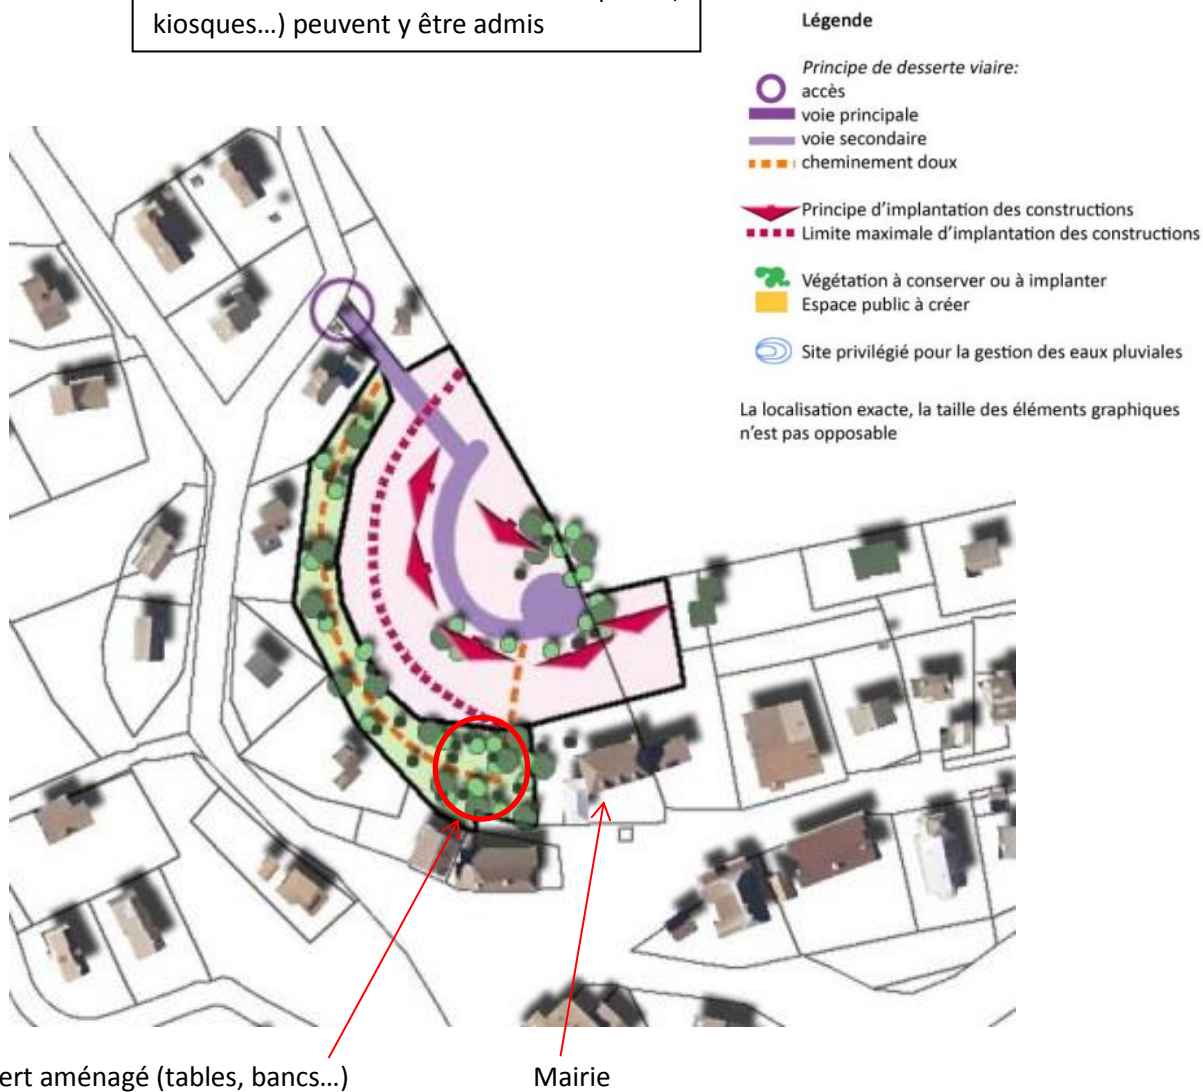 kiosques…) peuvent y être admis
Légende
Principe de desserte viaire:
accès
voie principale
voie secondaire
cheminement doux
Principe d'implantation des constructions
Limite maximale d'implantation des constructions
Végétation à conserver ou à implanter
Espace public à créer
Site privilégié pour la gestion des eaux pluviales
La localisation exacte, la taille des éléments graphiques
n'est pas opposable
ert aménagé (tables, bancs…)
Mairie